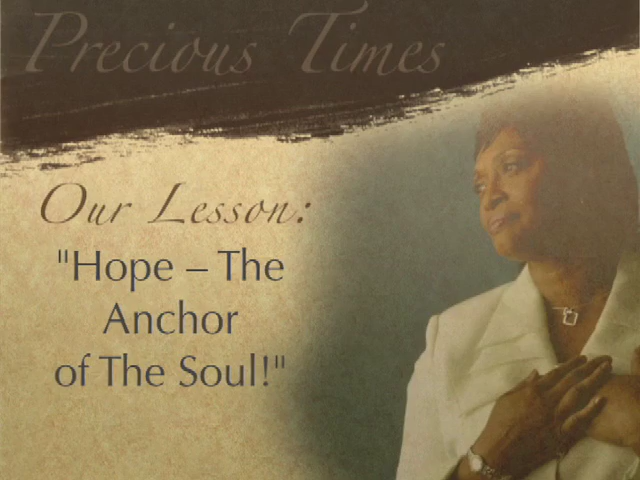 Precious Times
Our Lesson:
"Hope – The
Anchor
of The Soul!"